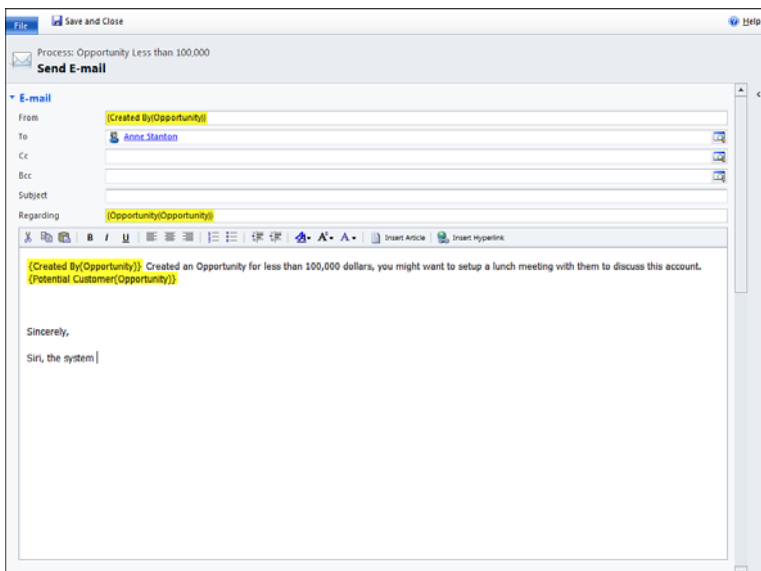 File Save and Close Help
Process: Opportunity Less than 100,000
Send E-mail
E-mail
From {Created By(Opportunity)}
To Anne Stanton
Cc
Bcc
Subject
Regarding {Opportunity(Opportunity)}
B I U A A A Insert Article Insert Hyperlink
{Created By(Opportunity)} Created an Opportunity for less than 100,000 dollars, you might want to setup a lunch meeting with them to discuss this account.
{Potential Customer(Opportunity)}
Sincerely,
Siri, the system